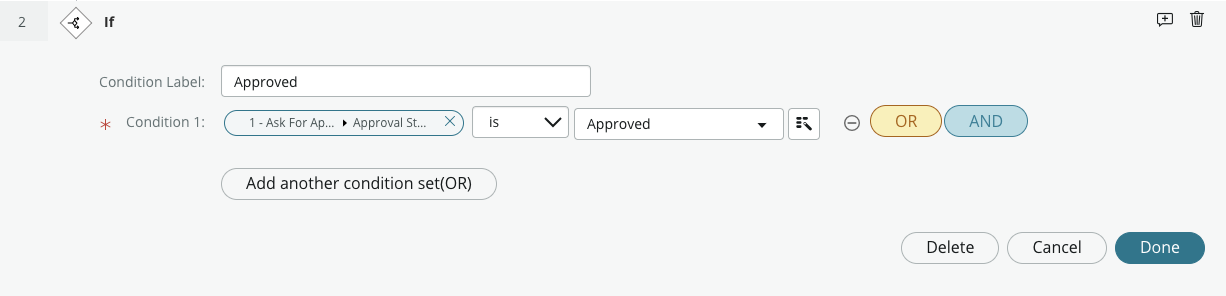 2 If
Condition Label: Approved
* Condition 1: 1 - Ask For Ap... ▸ Approval St... is Approved OR AND
Add another condition set(OR)
Delete Cancel Done